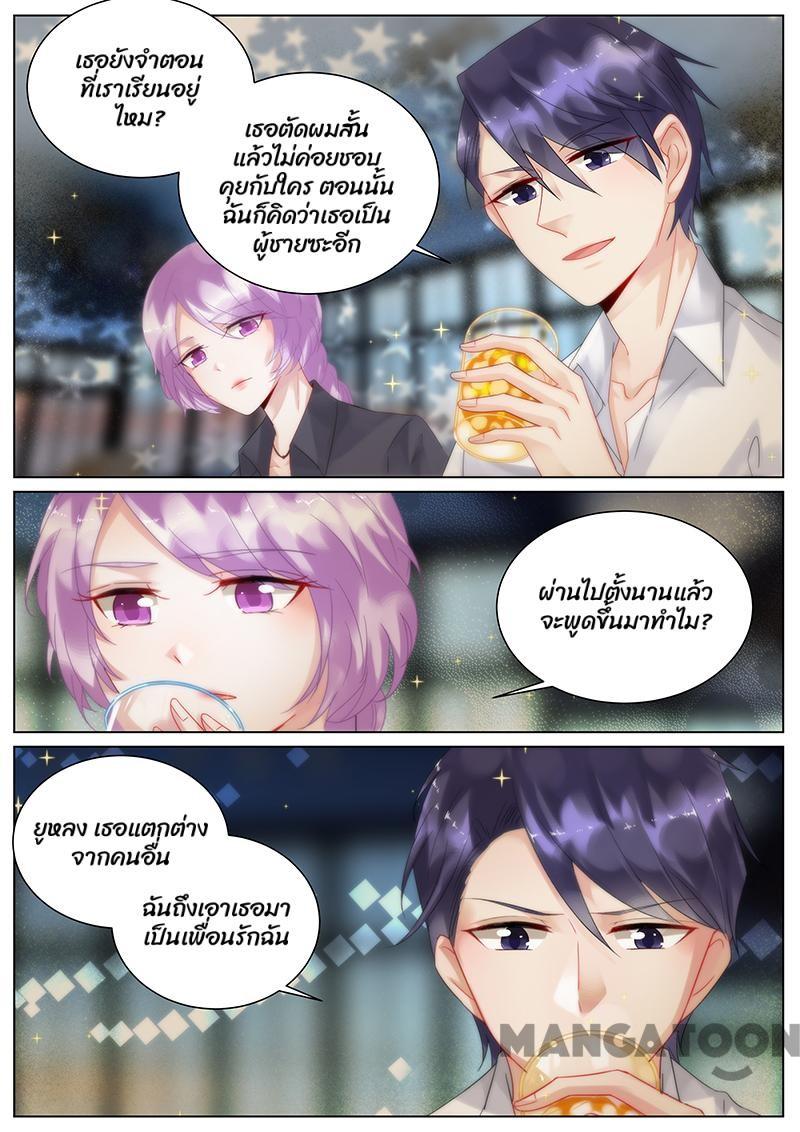 เธอยังจำตอน
ที่เราเรียนอยู่
ไหม?
เธอตัดผมสั้น
แล้วไม่ค่อยชอบ
คุยกับใคร ตอนนั้น
ฉันก็คิดว่าเธอเป็น
ผู้ชายซะอีก
ผ่านไปตั้งนานแล้ว
จะพูดขึ้นมาทำไม?
ยูหลง เธอแตกต่าง
จากคนอื่น
ฉันถึงเอาเธอมา
เป็นเพื่อนรักฉัน
MANGATOON